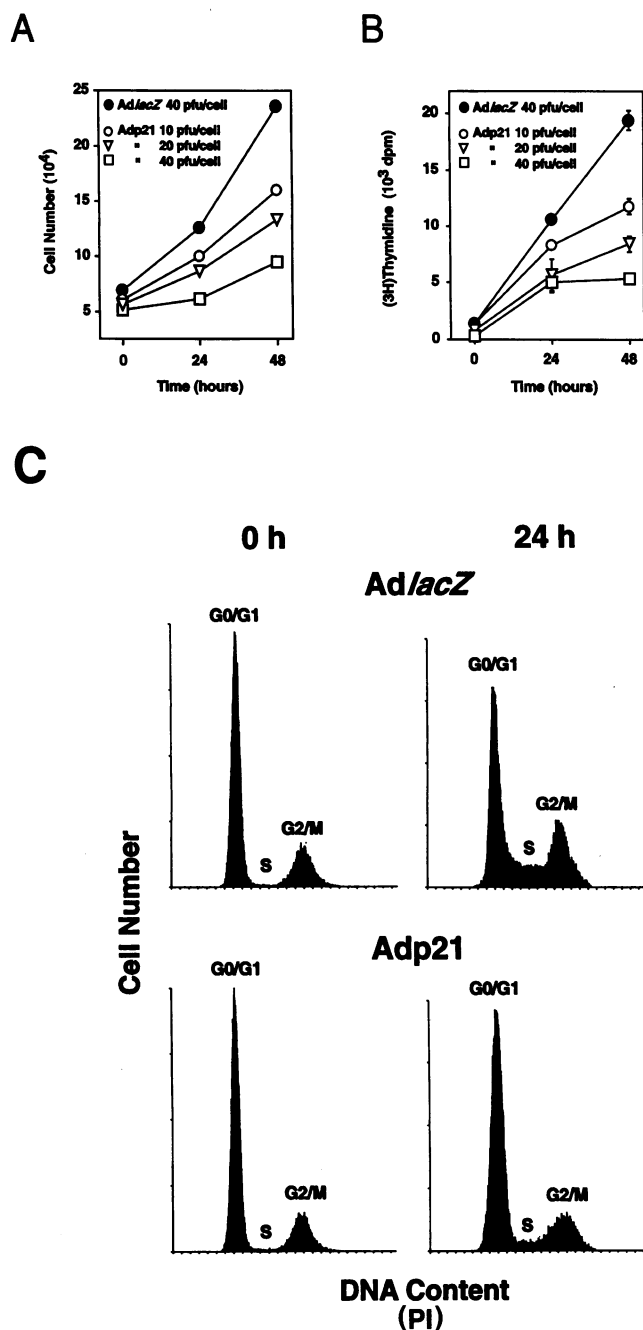 A
Cell Number (10⁴)
25
20
15
10
5
AdlacZ 40 pfu/cell
Adp21 10 pfu/cell
" 20 pfu/cell
" 40 pfu/cell
0 24 48
Time (hours)
B
(3H)Thymidine (10³ dpm)
20
15
10
5
0
AdlacZ 40 pfu/cell
Adp21 10 pfu/cell
" 20 pfu/cell
" 40 pfu/cell
0 24 48
Time (hours)
C
0 h 24 h
AdlacZ
G0/G1
S
G2/M
G0/G1
S
G2/M
Cell Number
Adp21
G0/G1
S
G2/M
G0/G1
S
G2/M
DNA Content
(PI)